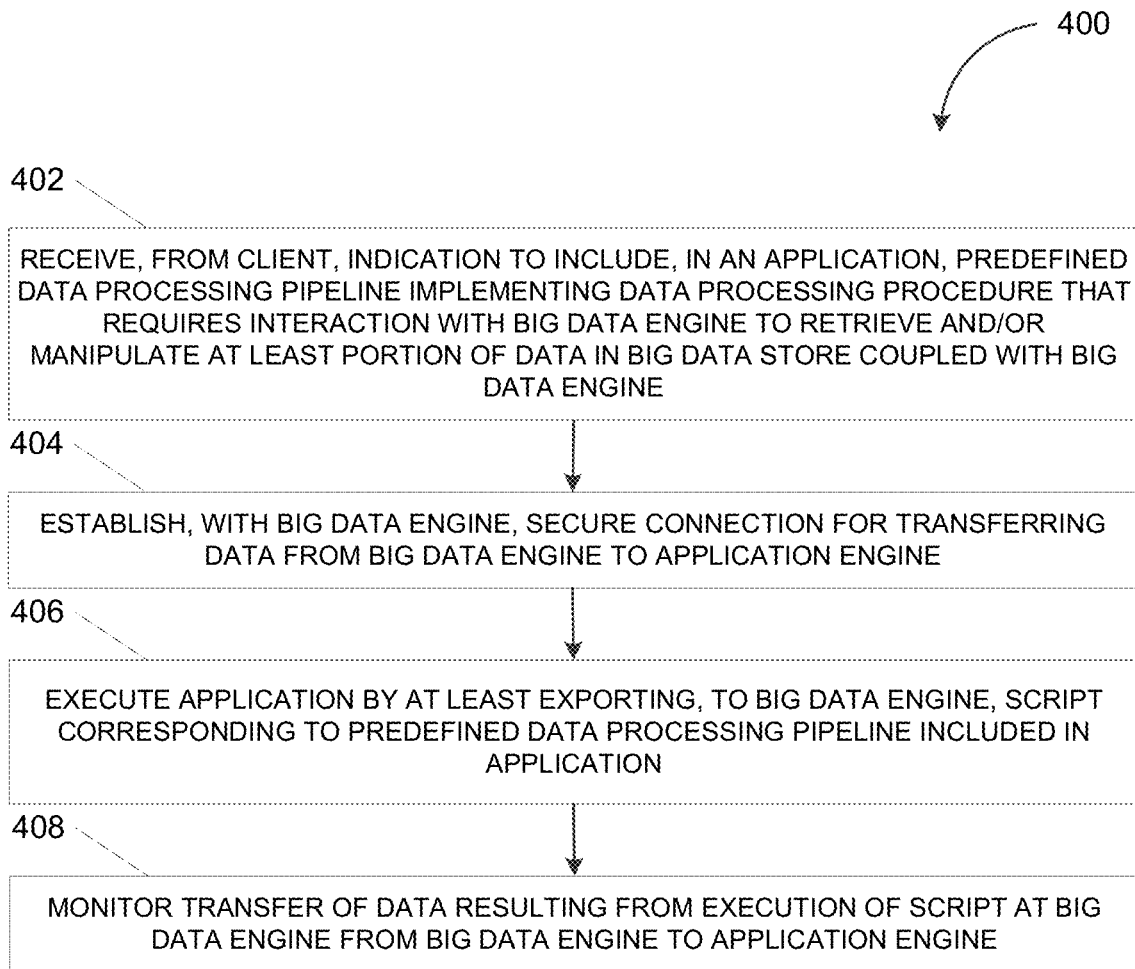 400
402
RECEIVE, FROM CLIENT, INDICATION TO INCLUDE, IN AN APPLICATION, PREDEFINED
DATA PROCESSING PIPELINE IMPLEMENTING DATA PROCESSING PROCEDURE THAT
REQUIRES INTERACTION WITH BIG DATA ENGINE TO RETRIEVE AND/OR
MANIPULATE AT LEAST PORTION OF DATA IN BIG DATA STORE COUPLED WITH BIG
DATA ENGINE
404
ESTABLISH, WITH BIG DATA ENGINE, SECURE CONNECTION FOR TRANSFERRING
DATA FROM BIG DATA ENGINE TO APPLICATION ENGINE
406
EXECUTE APPLICATION BY AT LEAST EXPORTING, TO BIG DATA ENGINE, SCRIPT
CORRESPONDING TO PREDEFINED DATA PROCESSING PIPELINE INCLUDED IN
APPLICATION
408
MONITOR TRANSFER OF DATA RESULTING FROM EXECUTION OF SCRIPT AT BIG
DATA ENGINE FROM BIG DATA ENGINE TO APPLICATION ENGINE